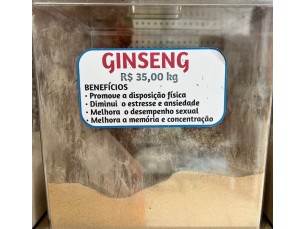 GINSENG
R$ 35,00 kg
BENEFÍCIOS
• Promove a disposição física
• Diminui o estresse e ansiedade
• Melhora o desempenho sexual
• Melhora a memória e concentração